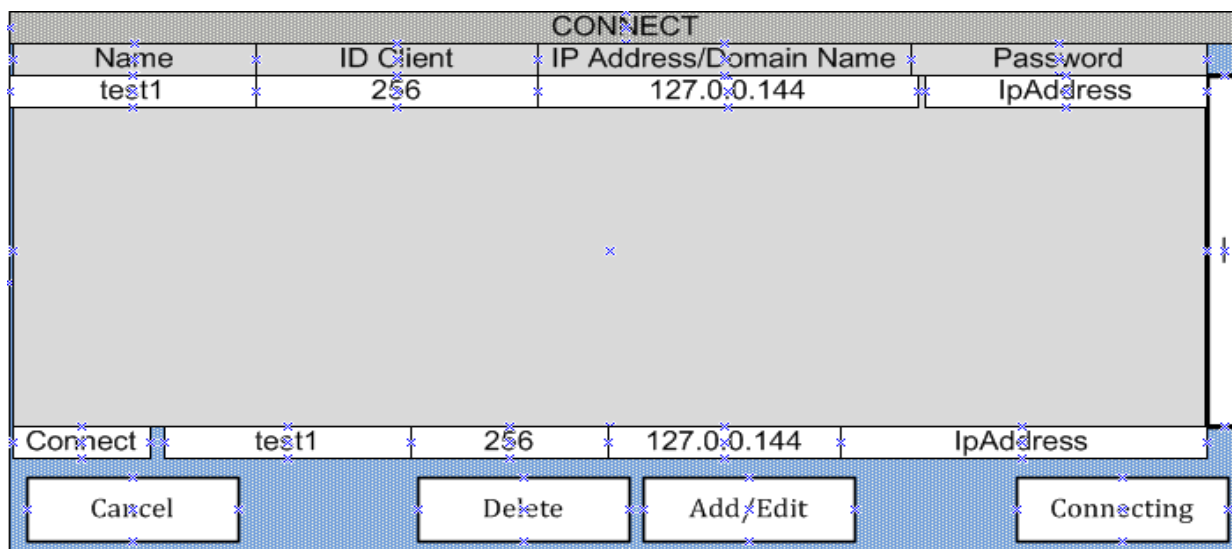 CONNECT
Name ID Client IP Address/Domain Name Password
test1 256 127.0.0.144 IpAddress
Connect test1 256 127.0.0.144 IpAddress
Cancel Delete Add/Edit Connecting